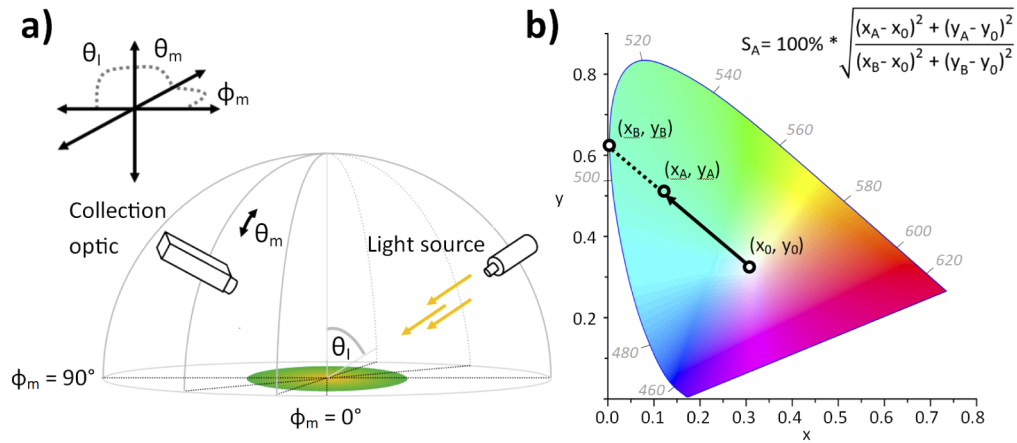 a)
θI
θm
ϕm
Collection
optic
θm
Light source
θI
ϕm = 90°
ϕm = 0°
b)
SA = 100% * √((xA - x0)² + (yA - y0)² / (xB - x0)² + (yB - y0)²)
520
540
560
580
600
620
500
480
460
(xB, yB)
(xA, yA)
(x0, y0)
0.8
0.6
0.4
0.2
y
0.0 0.1 0.2 0.3 0.4 0.5 0.6 0.7 0.8
x